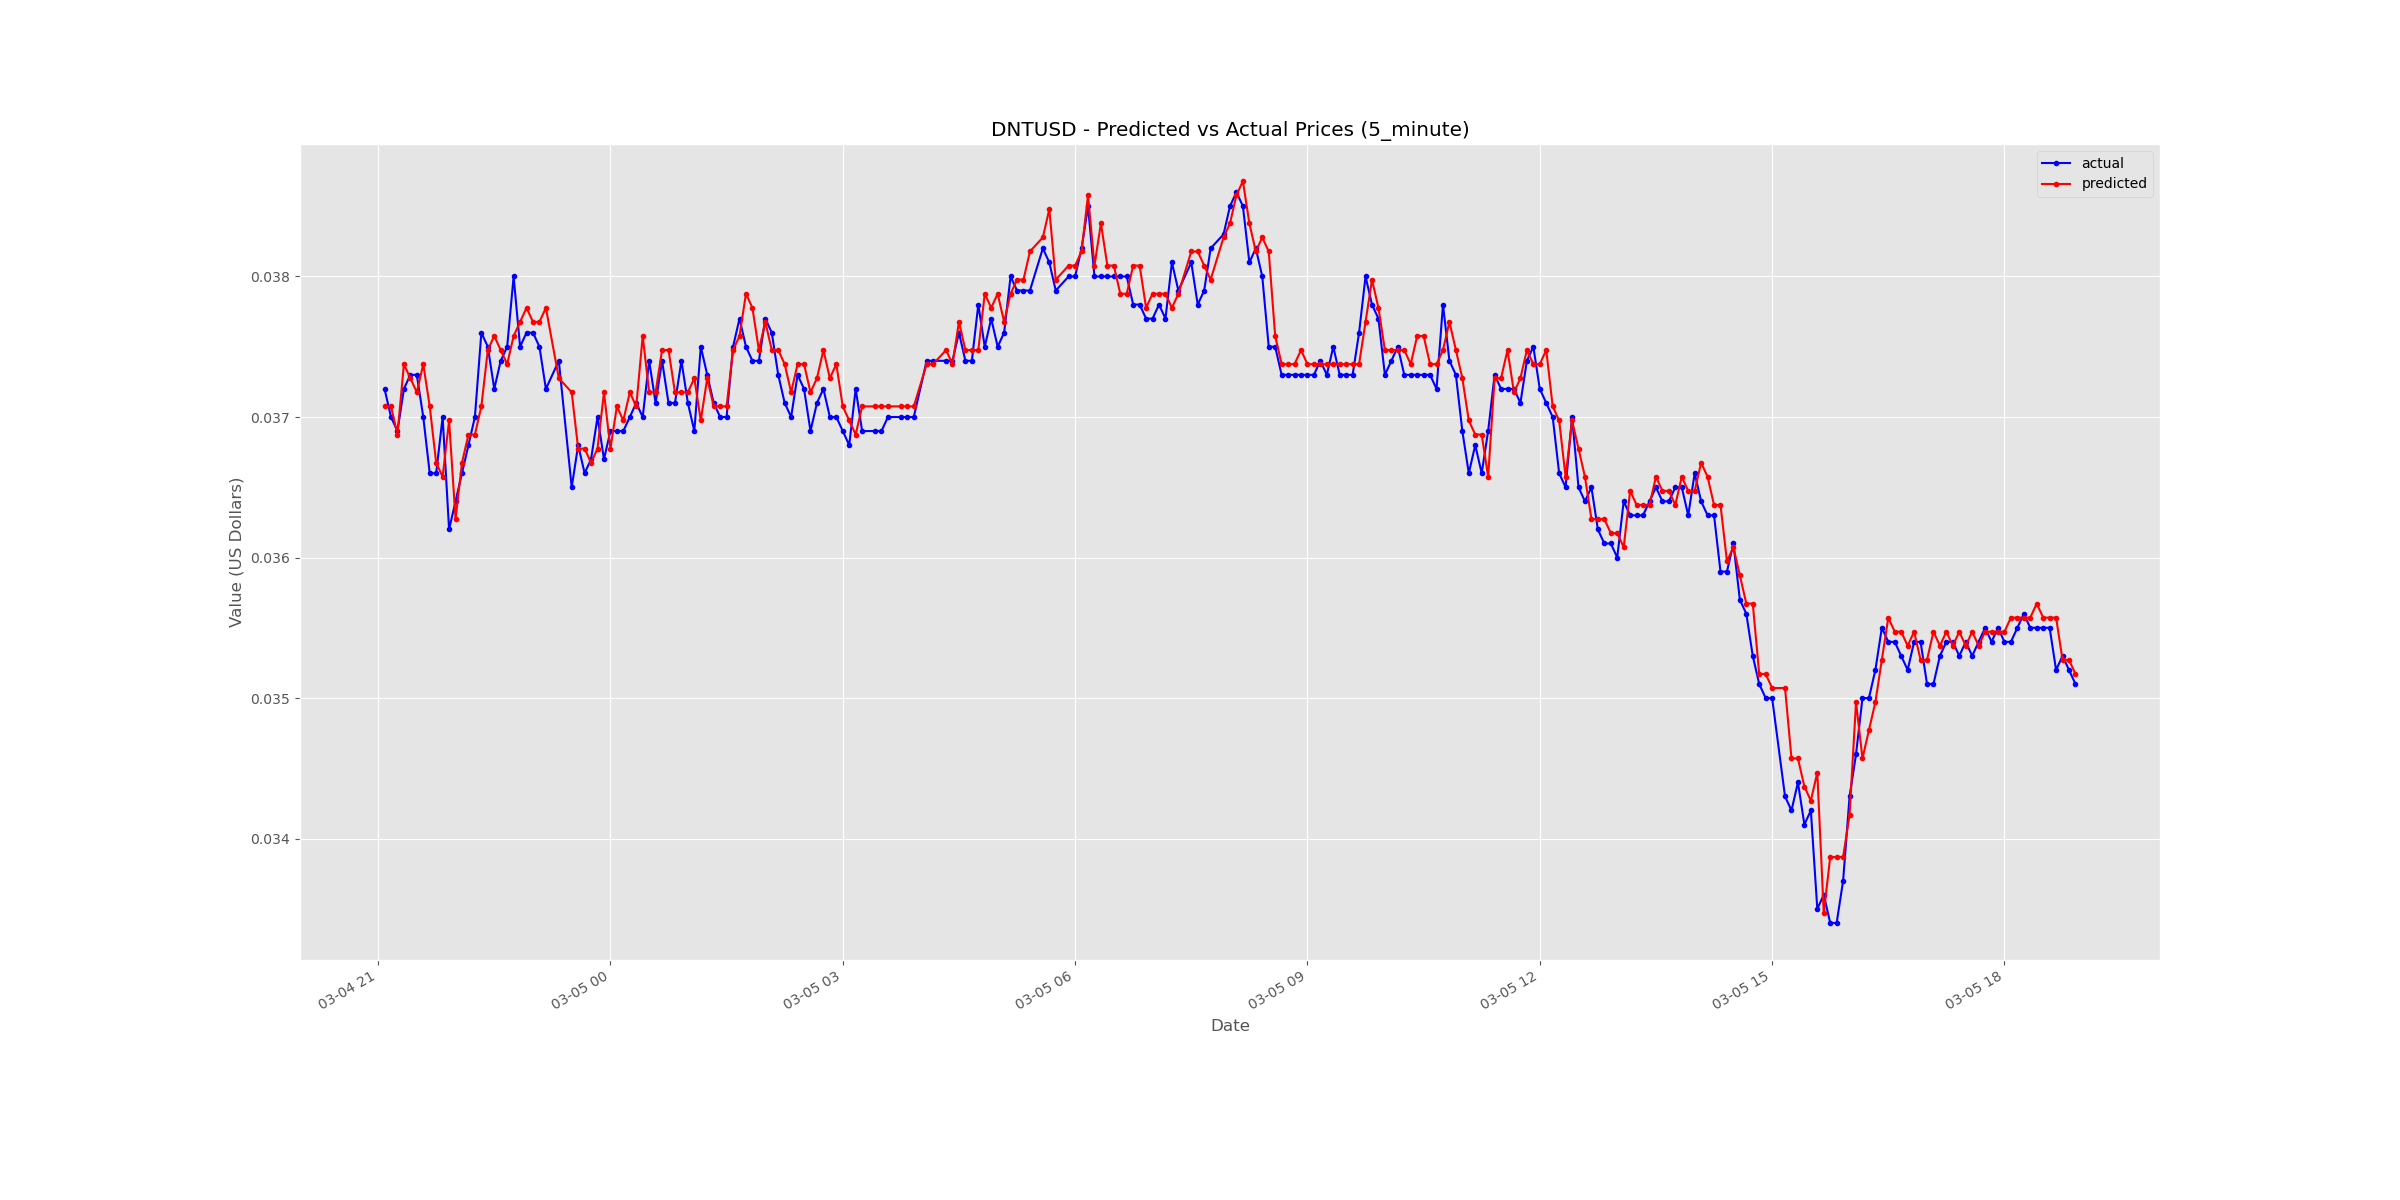 DNTUSD - Predicted vs Actual Prices (5_minute)
actual
predicted
0.038
0.037
0.036
0.035
0.034
Value (US Dollars)
03-04 21
03-05 00
03-05 03
03-05 06
03-05 09
03-05 12
03-05 15
03-05 18
Date